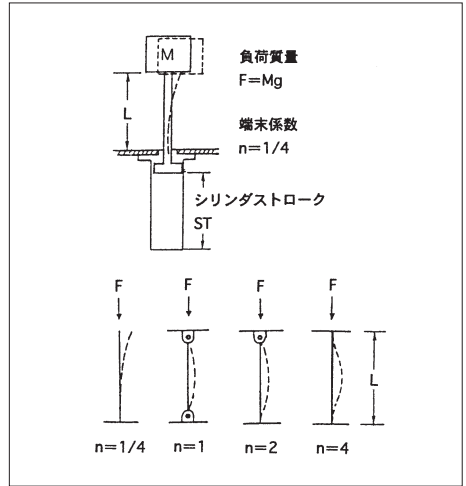 M
負荷質量
F=Mg
L
端末係数
n=1/4
シリンダストローク
ST
F F F F
L
n=1/4 n=1 n=2 n=4